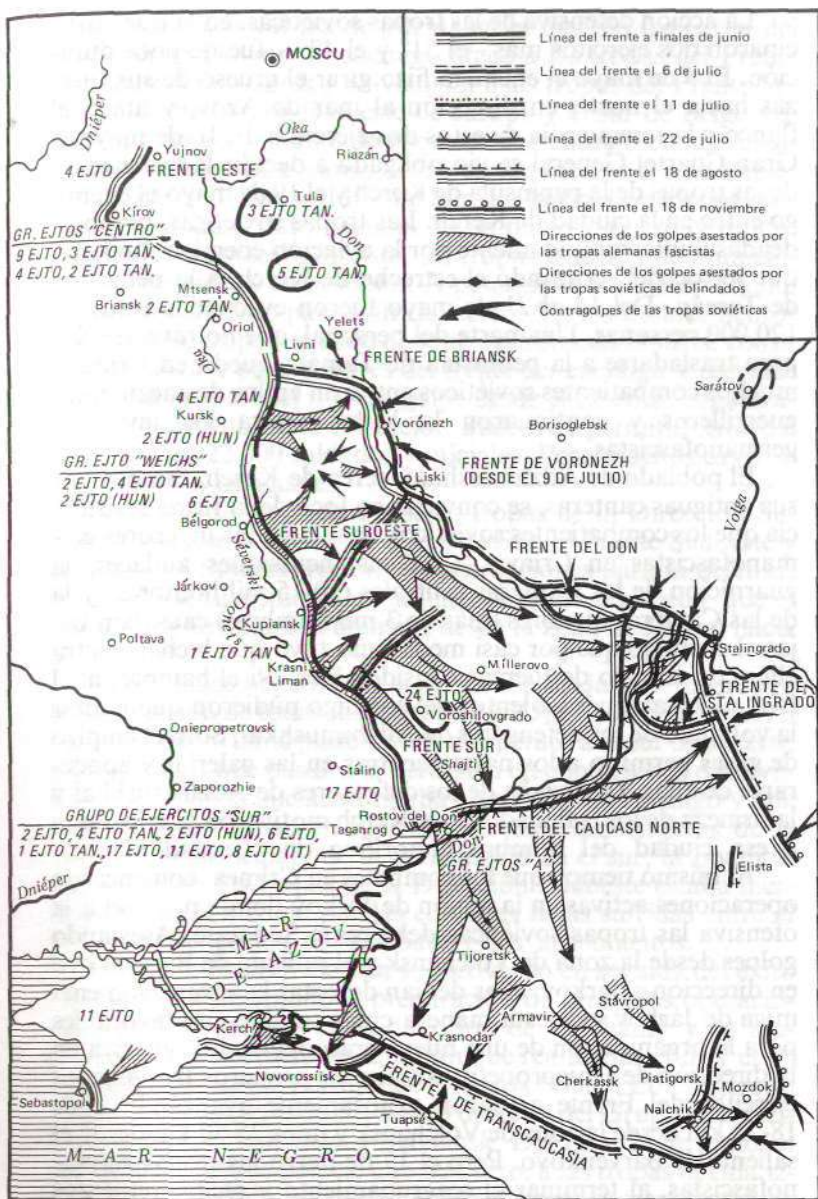 MOSCU
Dniéper
Oka
Yujnov
Riazán
4 EJTO
FRENTE OESTE
Kírov
Tula
3 EJTO TAN.
GR. EJTOS "CENTRO"
9 EJTO, 3 EJTO TAN.
4 EJTO, 2 EJTO TAN.
Don
5 EJTO TAN.
Mtsensk
Briansk
2 EJTO TAN.
Oriol
Yelets
Oka
Livni
FRENTE DE BRIANSK
Línea del frente a finales de junio
Línea del frente el 6 de julio
Línea del frente el 11 de julio
Línea del frente el 22 de julio
Línea del frente el 18 de agosto
Línea del frente el 18 de noviembre
Direcciones de los golpes asestados por
las tropas alemanas fascistas
Direcciones de los golpes asestados por
las tropas soviéticas de blindados
Contragolpes de las tropas soviéticas
4 EJTO TAN.
Kursk
Vorónezh
Borisoglebsk
Sarátov
2 EJTO (HUN)
GR. EJTO "WEICHS"
2 EJTO, 4 EJTO TAN.
2 EJTO (HUN)
FRENTE DE VORONEZH
(DESDE EL 9 DE JULIO)
Liski
6 EJTO
Volga
Bélgorod
FRENTE SUROESTE
Séverski
Donets
FRENTE DEL DON
Járkov
Kupiansk
Poltava
1 EJTO TAN
Stalingrado
Krasni
Liman
Míllerovo
24 EJTO
FRENTE DE
STALINGRADO
Voroshilovgrado
Dniepropetrovsk
FRENTE SUR
Shajti
Stálino
Zaporozhie
17 EJTO
GRUPO DE EJERCITOS "SUR"
2 EJTO, 4 EJTO TAN, 2 EJTO (HUN), 6 EJTO,
1 EJTO TAN., 17 EJTO, 11 EJTO, 8 EJTO (IT)
Rostov del Don
Taganrog
FRENTE DEL CAUCASO NORTE
Don
GR. EJTOS "A"
Elista
Dniéper
MAR
DE AZOV
Tijoretsk
11 EJTO
Stávropol
Armavir
Kerch
Krasnodar
Cherkassk
Piatigorsk
Novorossíisk
Mozdok
Sebastopol
Nalchik
FRENTE DE TRANSCAUCASIA
Tuapsé
MAR NEGRO